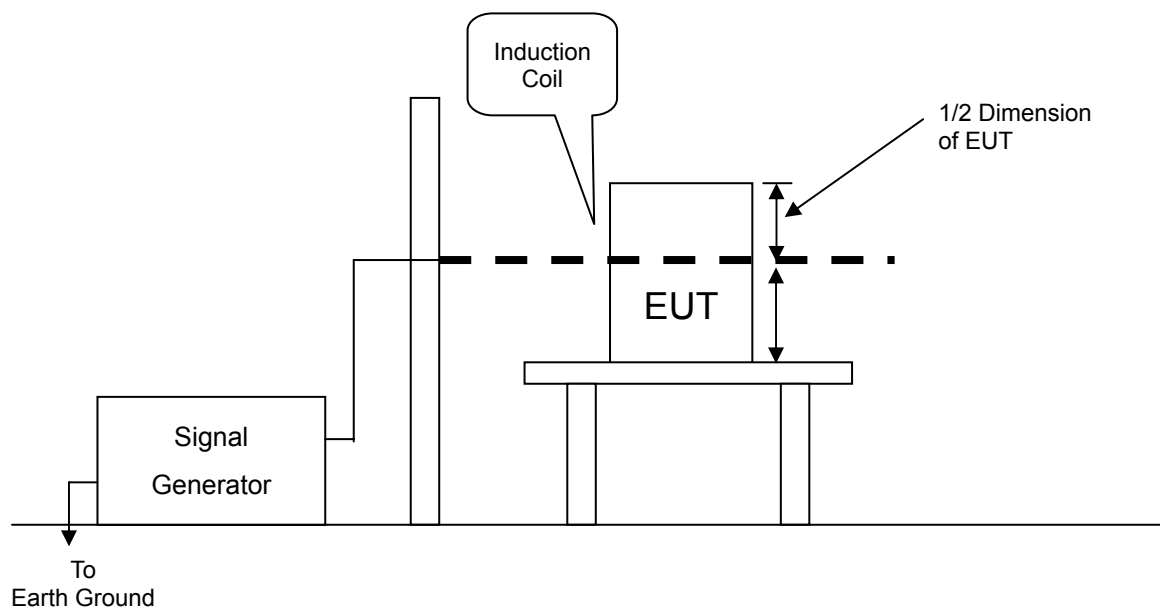 Induction
Coil
1/2 Dimension
of EUT
EUT
Signal
Generator
To
Earth Ground